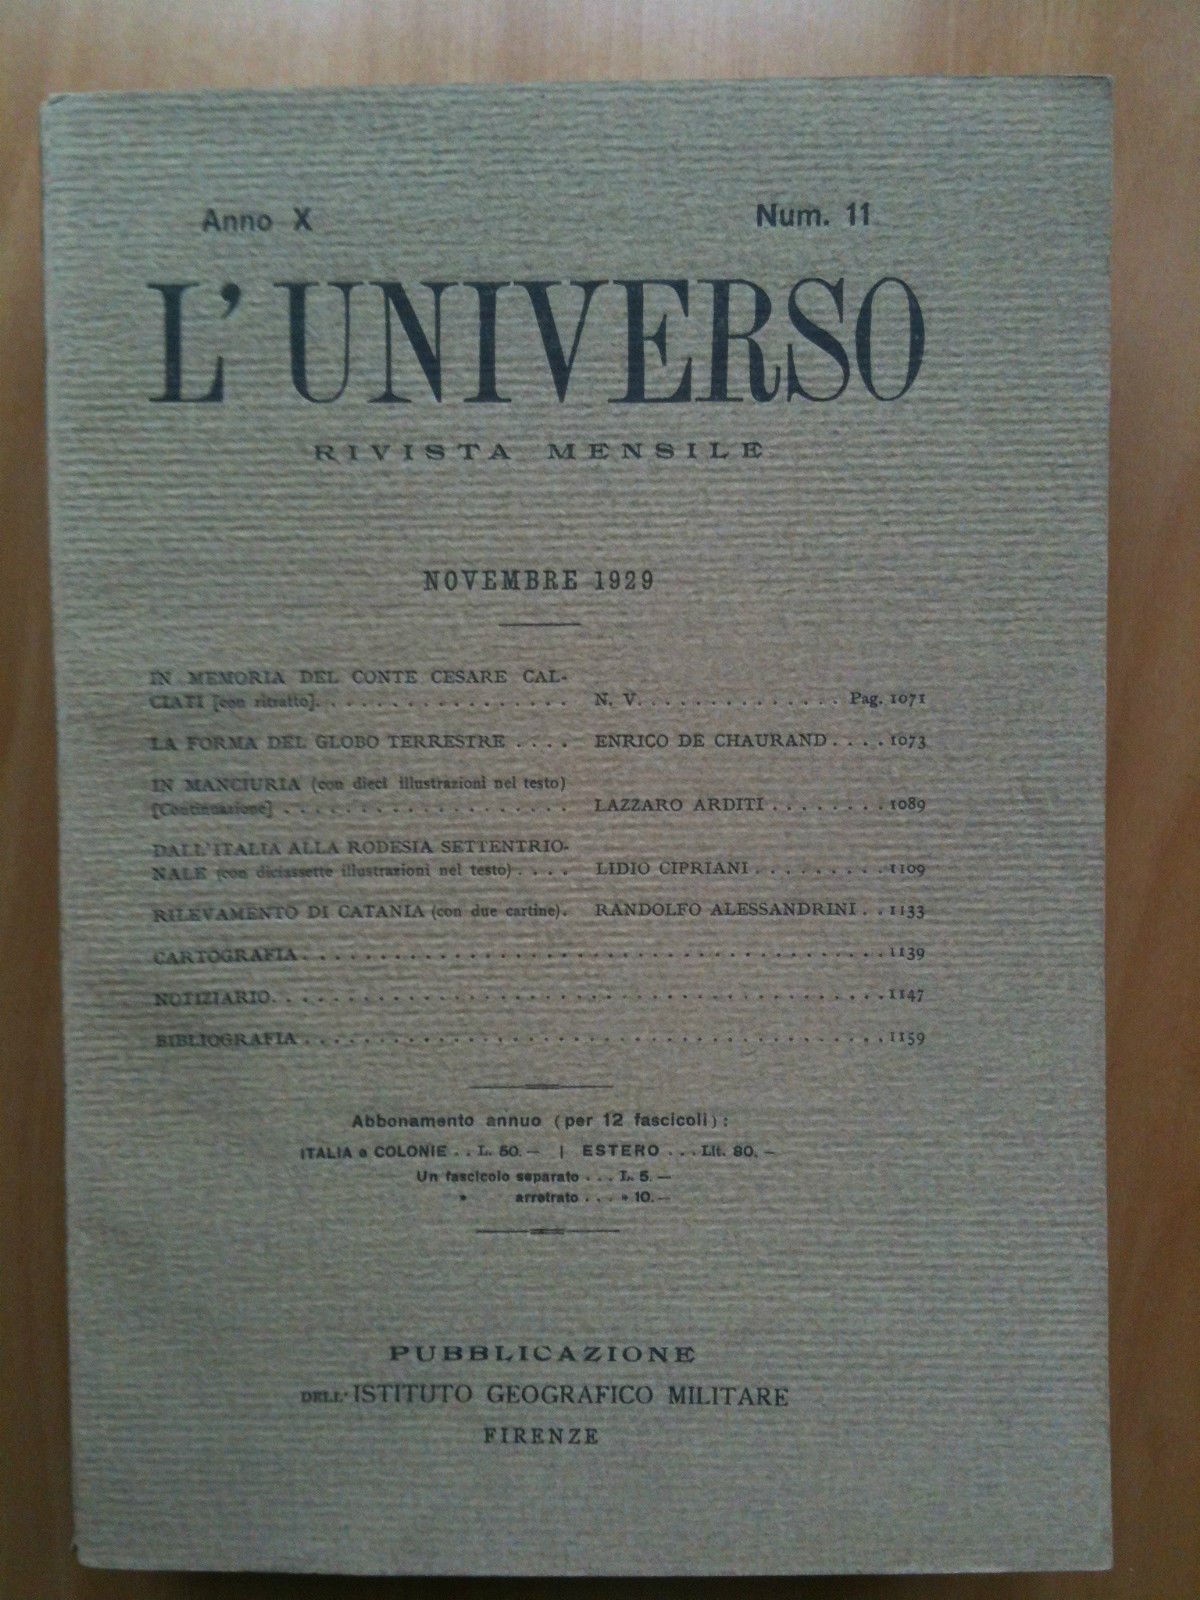 Anno X Num. 11
L'UNIVERSO
RIVISTA MENSILE
NOVEMBRE 1929
IN MEMORIA DEL CONTE CESARE CAL-
CIATI [con ritratto]. . . . . . . . . . . . . . . . N. V. . . . . . . . . . . . . . . Pag. 1071
LA FORMA DEL GLOBO TERRESTRE . . . . ENRICO DE CHAURAND . . . . 1073
IN MANCIURIA (con dieci illustrazioni nel testo)
[Continuazione] . . . . . . . . . . . . . . . . . . LAZZARO ARDITI . . . . . . . . 1089
DALL'ITALIA ALLA RODESIA SETTENTRIO-
NALE (con diciassette illustrazioni nel testo) . . . . LIDIO CIPRIANI . . . . . . . . . 1109
RILEVAMENTO DI CATANIA (con due cartine). RANDOLFO ALESSANDRINI . . 1133
CARTOGRAFIA . . . . . . . . . . . . . . . . . . . . . . . . . . . . . . . . . . . . . 1139
NOTIZIARIO. . . . . . . . . . . . . . . . . . . . . . . . . . . . . . . . . . . . . . . 1147
BIBLIOGRAFIA . . . . . . . . . . . . . . . . . . . . . . . . . . . . . . . . . . . . . 1159
Abbonamento annuo (per 12 fascicoli) :
ITALIA e COLONIE . . L. 50. — | ESTERO . . . Lit. 80. —
Un fascicolo separato . . . L. 5. —
» arretrato . . . » 10. —
PUBBLICAZIONE
DELL'ISTITUTO GEOGRAFICO MILITARE
FIRENZE